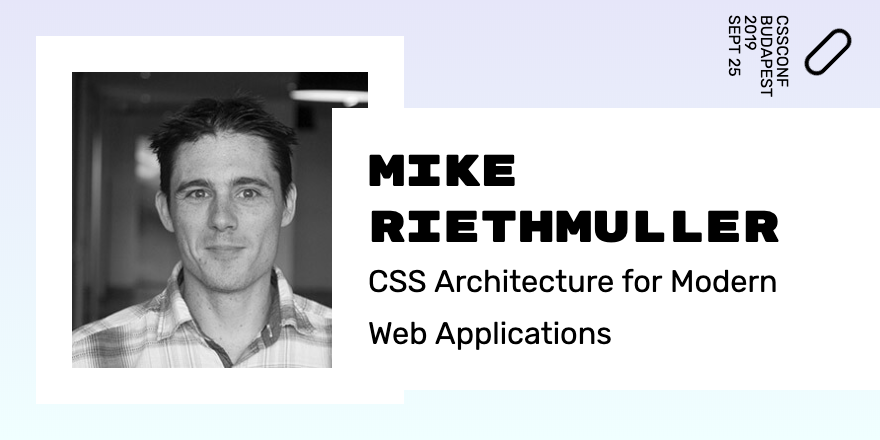 CSSCONF
BUDAPEST
2019
SEPT 25
MIKE
RIETHMULLER
CSS Architecture for Modern
Web Applications